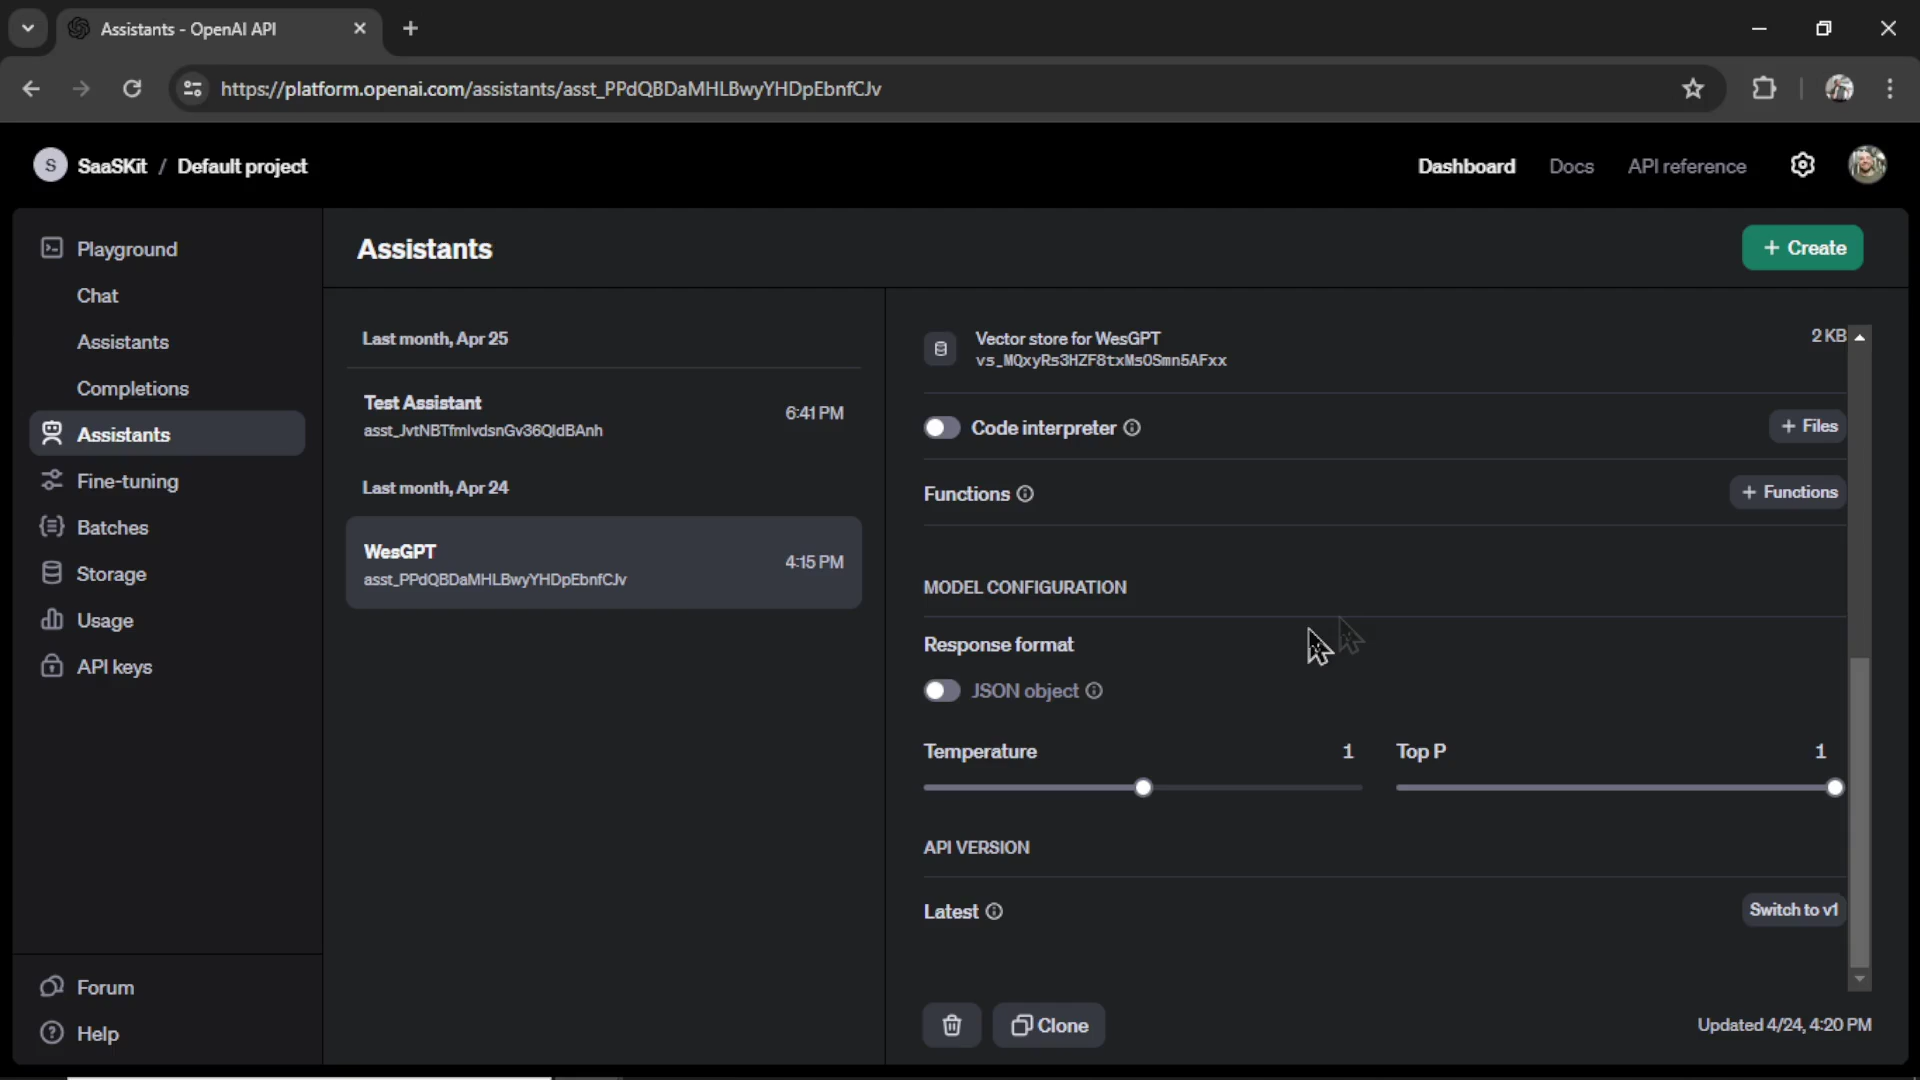 Assistants - OpenAI API
https://platform.openai.com/assistants/asst_PPdQBDaMHLBwyYHDpEbnfCJv
S SaaSKit / Default project
Dashboard
Docs
API reference
Playground
Chat
Assistants
Completions
Assistants
Fine-tuning
Batches
Storage
Usage
API keys
Forum
Help
Assistants
+ Create
Last month, Apr 25
Test Assistant
asst_JvtNBTfmlvdsnGv36QldBAnh
6:41 PM
Last month, Apr 24
WesGPT
asst_PPdQBDaMHLBwyYHDpEbnfCJv
4:15 PM
Vector store for WesGPT
vs_MQxyRs3HZF8txMsOSmn5AFxx
2 KB
Code interpreter
+ Files
Functions
+ Functions
MODEL CONFIGURATION
Response format
JSON object
Temperature 1
Top P 1
API VERSION
Latest
Switch to v1
Clone
Updated 4/24, 4:20 PM